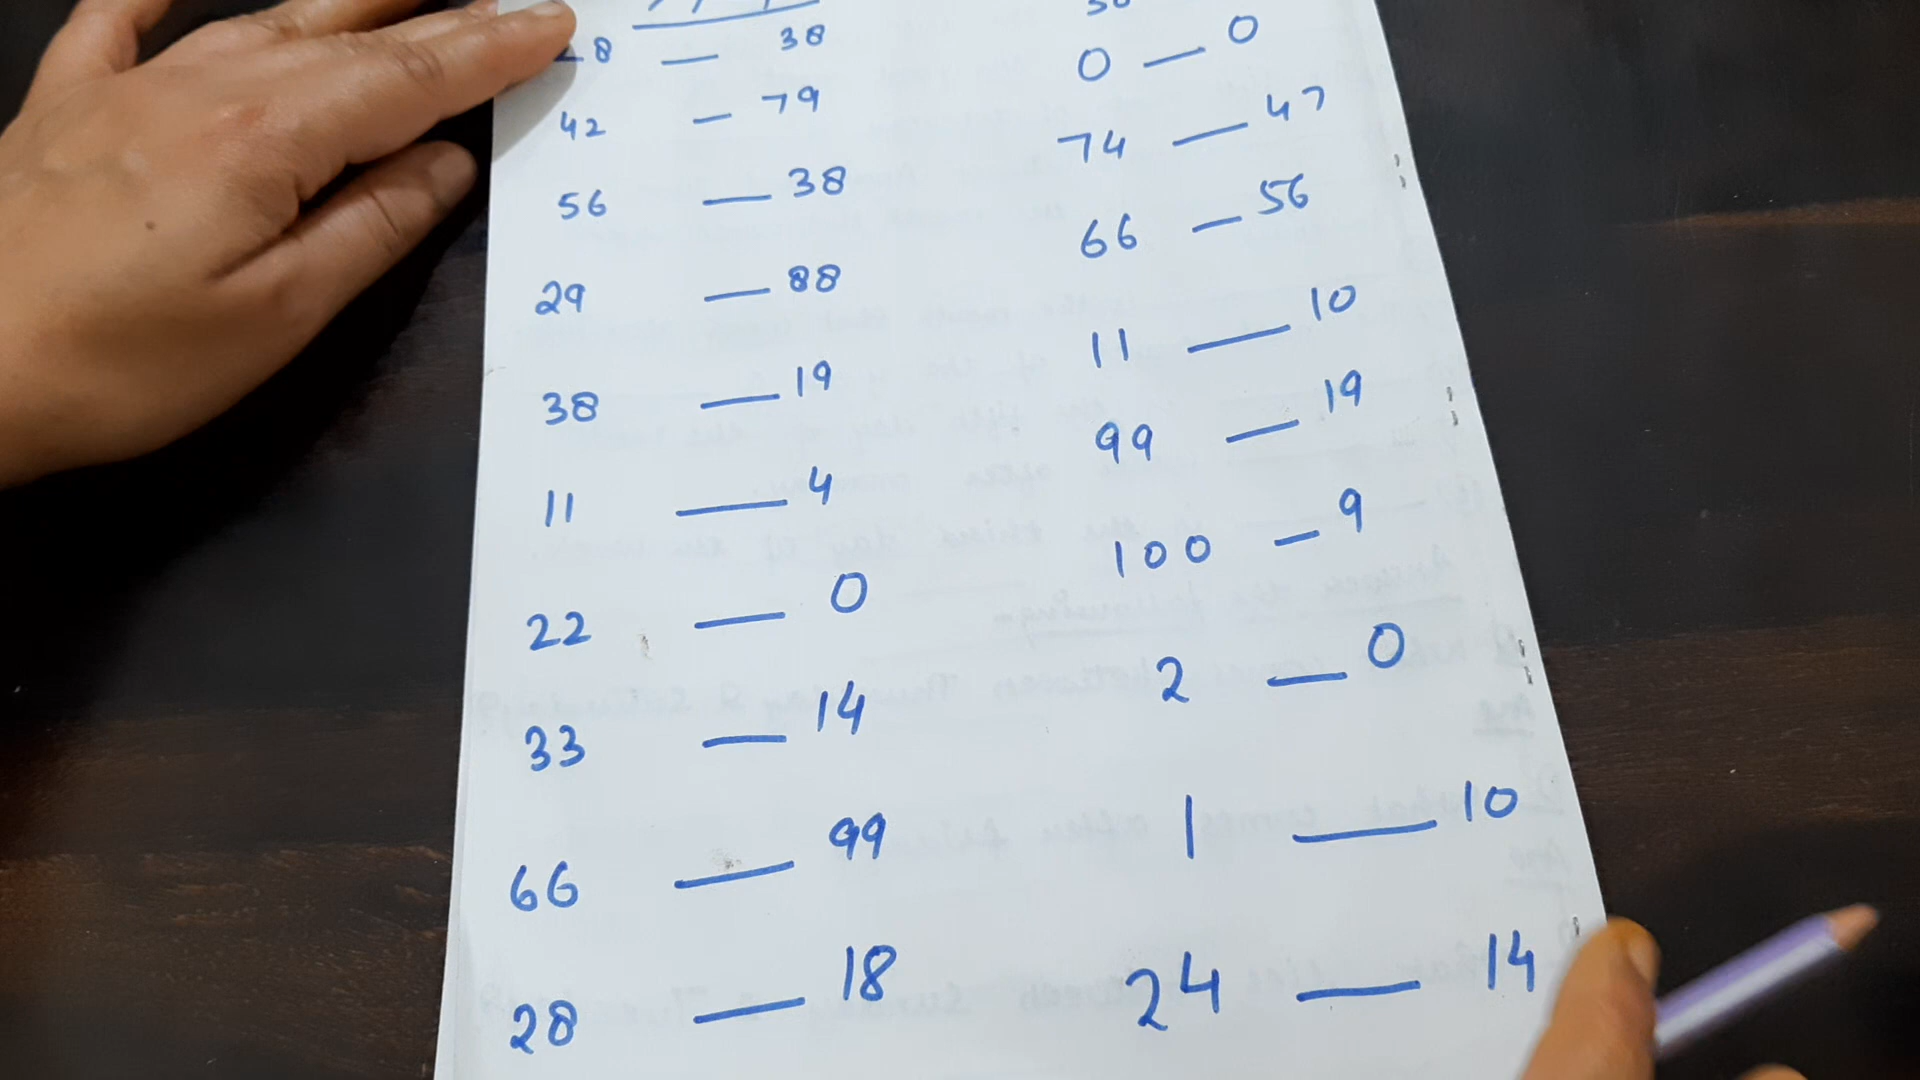 28 — 38
42 — 79
56 — 38
29 — 88
38 — 19
11 — 4
22 — 0
33 — 14
66 — 99
28 — 18
0 — 0
74 — 47
66 — 56
11 — 10
99 — 19
100 — 9
2 — 0
1 — 10
24 — 14